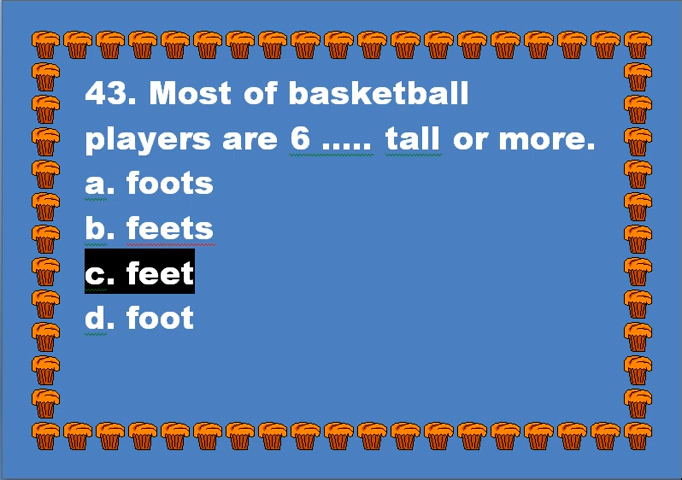 43. Most of basketball
players are 6 ..... tall or more.
a. foots
b. feets
c. feet
d. foot